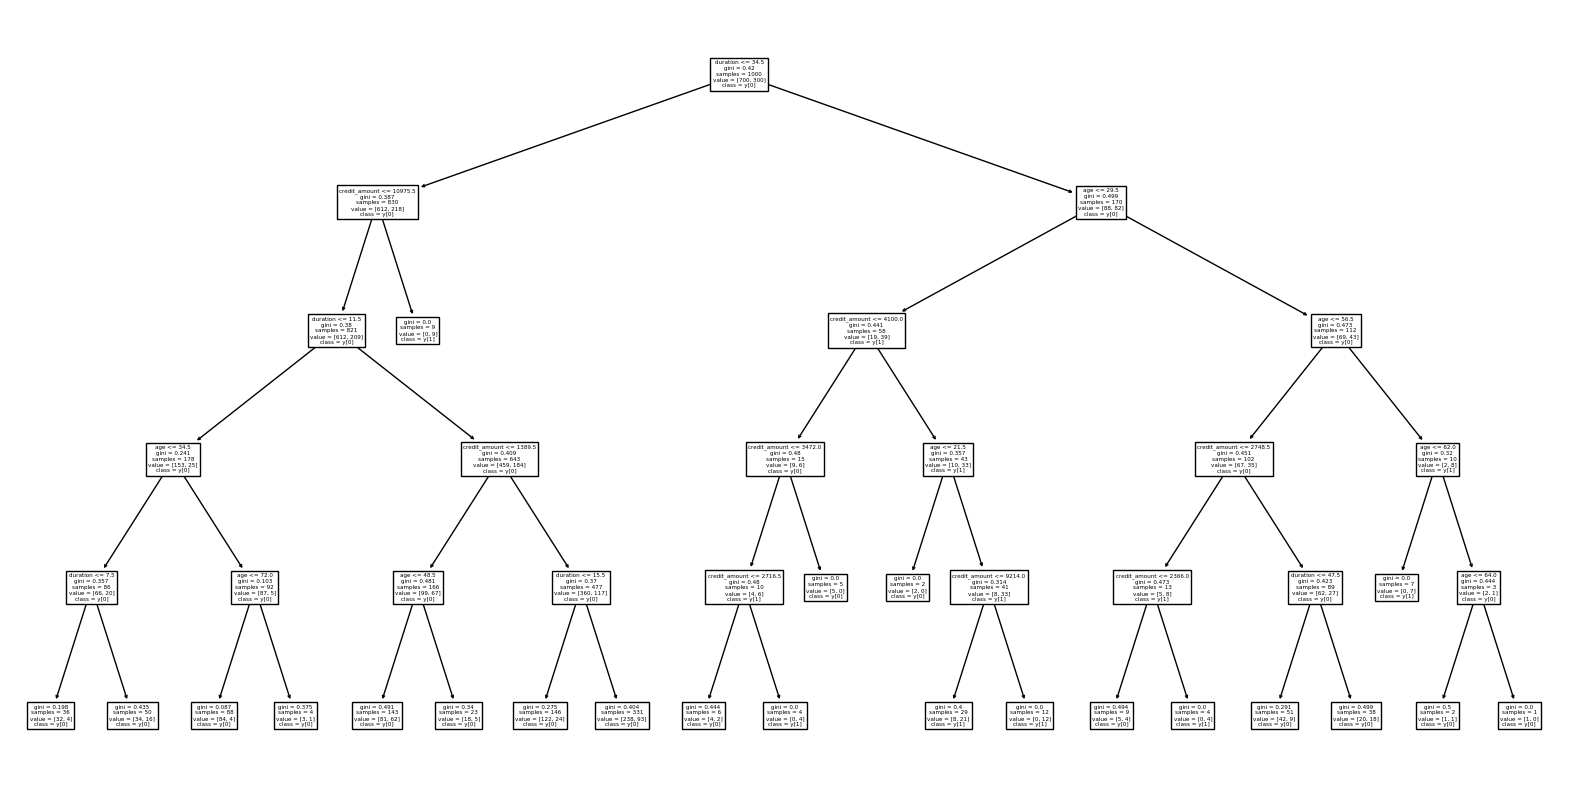 duration <= 34.5
gini = 0.42
samples = 1000
value = [700, 300]
class = y[0]
credit_amount <= 10975.5
gini = 0.387
samples = 830
value = [612, 218]
class = y[0]
age <= 29.5
gini = 0.499
samples = 170
value = [88, 82]
class = y[0]
duration <= 11.5
gini = 0.38
samples = 821
value = [612, 209]
class = y[0]
gini = 0.0
samples = 9
value = [0, 9]
class = y[1]
credit_amount <= 4100.0
gini = 0.441
samples = 58
value = [19, 39]
class = y[1]
age <= 56.5
gini = 0.473
samples = 112
value = [69, 43]
class = y[0]
age <= 34.5
gini = 0.241
samples = 178
value = [153, 25]
class = y[0]
credit_amount <= 1389.5
gini = 0.409
samples = 643
value = [459, 184]
class = y[0]
credit_amount <= 3472.0
gini = 0.48
samples = 15
value = [9, 6]
class = y[0]
age <= 21.5
gini = 0.357
samples = 43
value = [10, 33]
class = y[1]
credit_amount <= 2748.5
gini = 0.451
samples = 102
value = [67, 35]
class = y[0]
age <= 62.0
gini = 0.32
samples = 10
value = [2, 8]
class = y[1]
duration <= 7.5
gini = 0.357
samples = 86
value = [66, 20]
class = y[0]
age <= 72.0
gini = 0.103
samples = 92
value = [87, 5]
class = y[0]
age <= 48.5
gini = 0.481
samples = 166
value = [99, 67]
class = y[0]
duration <= 15.5
gini = 0.37
samples = 477
value = [360, 117]
class = y[0]
credit_amount <= 2716.5
gini = 0.48
samples = 10
value = [4, 6]
class = y[1]
gini = 0.0
samples = 5
value = [5, 0]
class = y[0]
gini = 0.0
samples = 2
value = [2, 0]
class = y[0]
credit_amount <= 9214.0
gini = 0.314
samples = 41
value = [8, 33]
class = y[1]
credit_amount <= 2366.0
gini = 0.473
samples = 13
value = [5, 8]
class = y[1]
duration <= 47.5
gini = 0.423
samples = 89
value = [62, 27]
class = y[0]
gini = 0.0
samples = 7
value = [0, 7]
class = y[1]
age <= 64.0
gini = 0.444
samples = 3
value = [2, 1]
class = y[0]
gini = 0.198
samples = 36
value = [32, 4]
class = y[0]
gini = 0.435
samples = 50
value = [34, 16]
class = y[0]
gini = 0.087
samples = 88
value = [84, 4]
class = y[0]
gini = 0.375
samples = 4
value = [3, 1]
class = y[0]
gini = 0.491
samples = 143
value = [81, 62]
class = y[0]
gini = 0.34
samples = 23
value = [18, 5]
class = y[0]
gini = 0.275
samples = 146
value = [122, 24]
class = y[0]
gini = 0.404
samples = 331
value = [238, 93]
class = y[0]
gini = 0.444
samples = 6
value = [4, 2]
class = y[0]
gini = 0.0
samples = 4
value = [0, 4]
class = y[1]
gini = 0.4
samples = 29
value = [8, 21]
class = y[1]
gini = 0.0
samples = 12
value = [0, 12]
class = y[1]
gini = 0.494
samples = 9
value = [5, 4]
class = y[0]
gini = 0.0
samples = 4
value = [0, 4]
class = y[1]
gini = 0.291
samples = 51
value = [42, 9]
class = y[0]
gini = 0.499
samples = 38
value = [20, 18]
class = y[0]
gini = 0.5
samples = 2
value = [1, 1]
class = y[0]
gini = 0.0
samples = 1
value = [1, 0]
class = y[0]